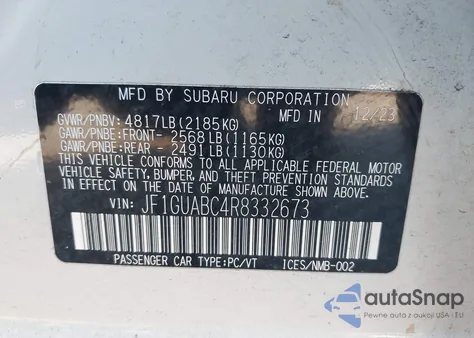 MFD BY SUBARU CORPORATION MFD IN 12/23
GVWR/PNBV: 4817LB(2185KG)
GAWR/PNBE:FRONT- 2568LB(1165KG)
GAWR/PNBE:REAR - 2491LB(1130KG)
THIS VEHICLE CONFORMS TO ALL APPLICABLE FEDERAL MOTOR
VEHICLE SAFETY, BUMPER, AND THEFT PREVENTION STANDARDS
IN EFFECT ON THE DATE OF MANUFACTURE SHOWN ABOVE.
VIN: JF1GUABC4R8332673
PASSENGER CAR TYPE:PC/VT ICES/NMB-002
autoSnap
Pewne auta z aukcji USA i EU